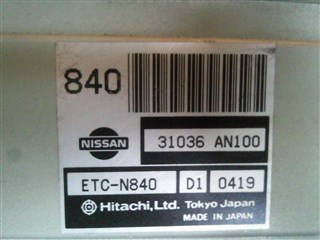 840
NISSAN
31036 AN100
ETC-N840 D1 0419
Hitachi, Ltd. Tokyo Japan
MADE IN JAPAN